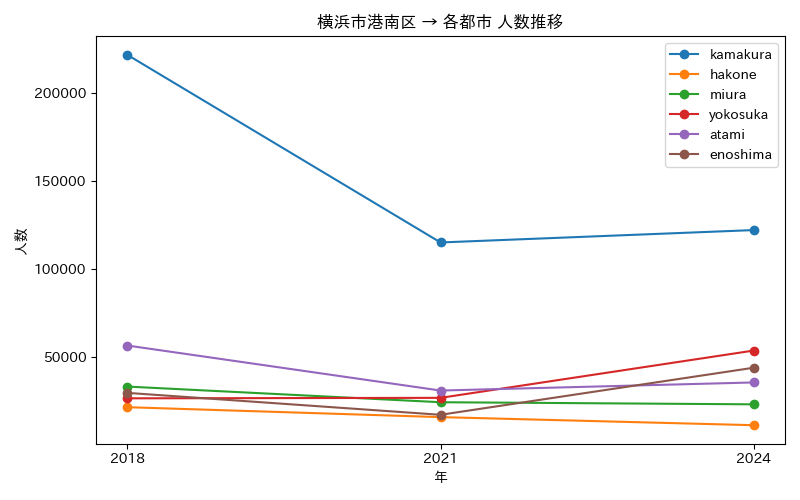 横浜市港南区 → 各都市 人数推移
kamakura
hakone
miura
yokosuka
atami
enoshima
人数
200000
150000
100000
50000
2018
2021
2024
年